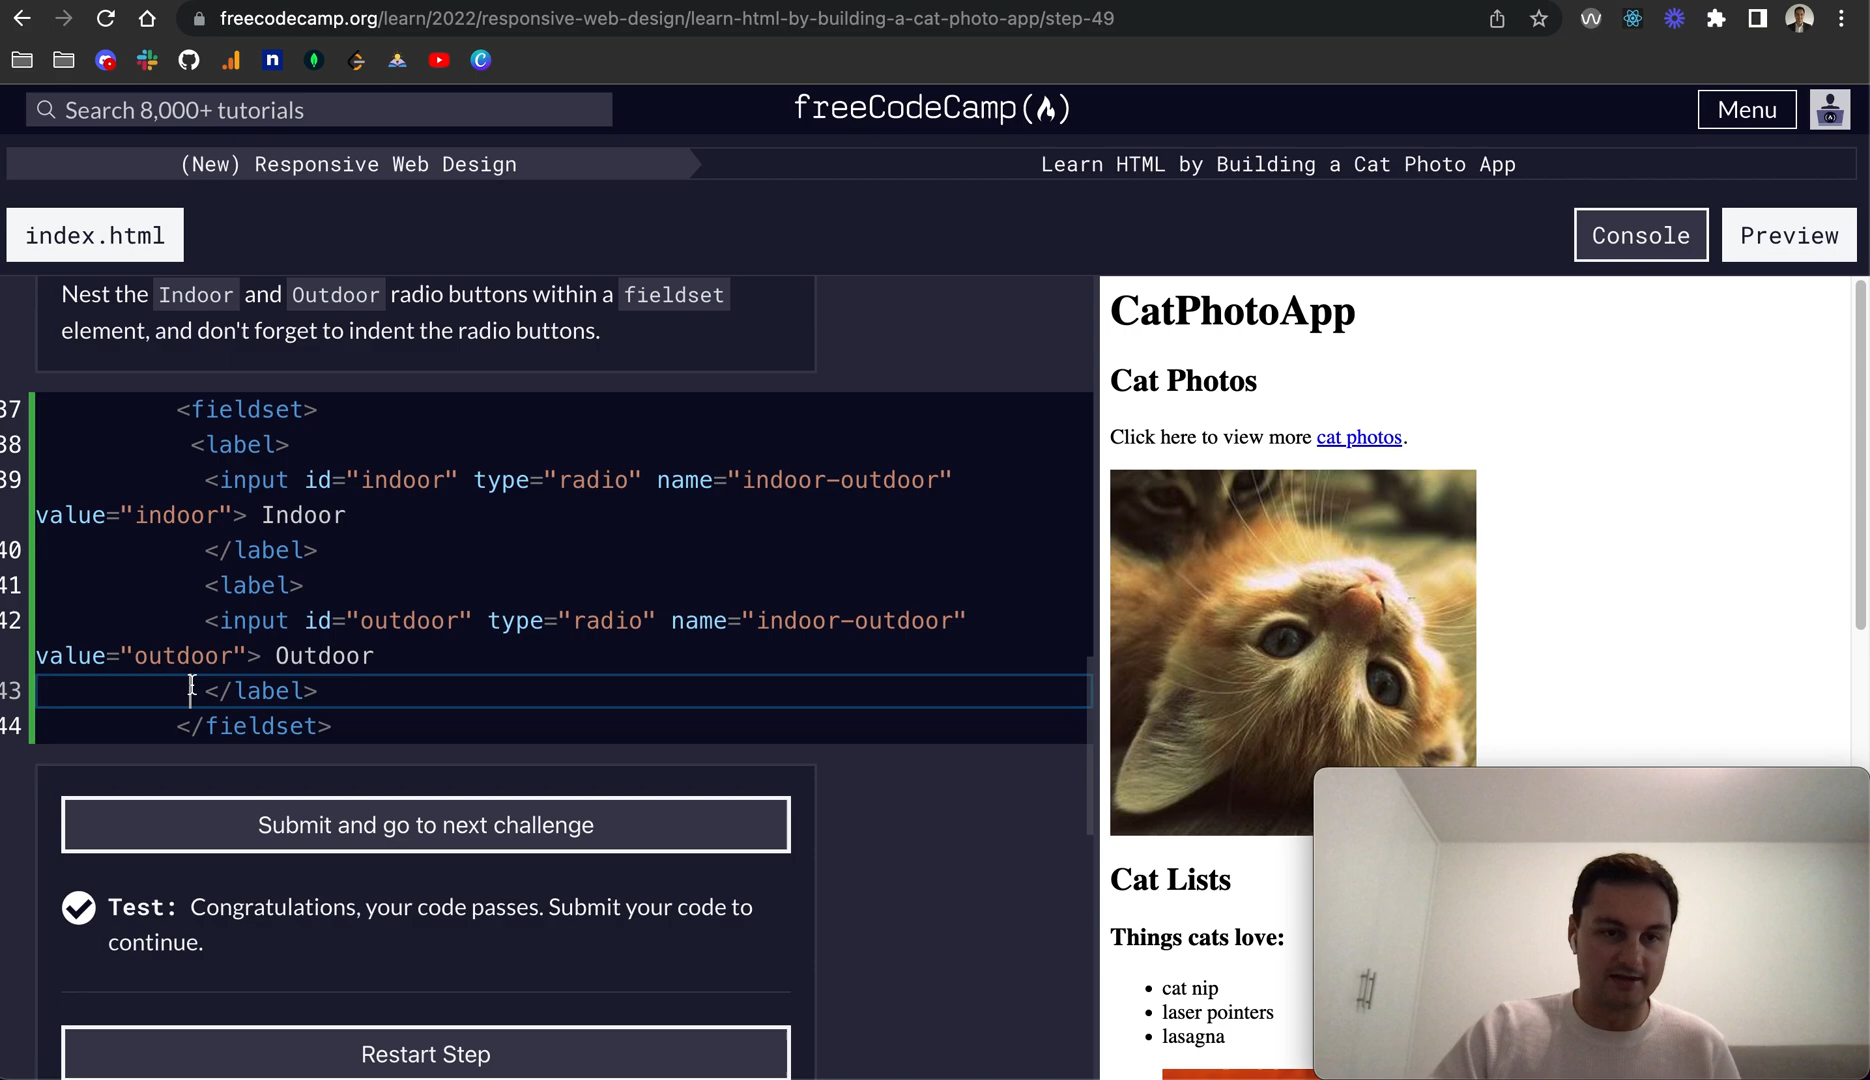 freecodecamp.org/learn/2022/responsive-web-design/learn-html-by-building-a-cat-photo-app/step-49
Search 8,000+ tutorials
freeCodeCamp
Menu
(New) Responsive Web Design
Learn HTML by Building a Cat Photo App
index.html
Console
Preview
Nest the Indoor and Outdoor radio buttons within a fieldset
element, and don't forget to indent the radio buttons.
37 <fieldset>
38 <label>
39 <input id="indoor" type="radio" name="indoor-outdoor"
value="indoor"> Indoor
40 </label>
41 <label>
42 <input id="outdoor" type="radio" name="indoor-outdoor"
value="outdoor"> Outdoor
43 </label>
44 </fieldset>
Submit and go to next challenge
Test: Congratulations, your code passes. Submit your code to
continue.
Restart Step
CatPhotoApp
Cat Photos
Click here to view more cat photos.
Cat Lists
Things cats love:
• cat nip
• laser pointers
• lasagna